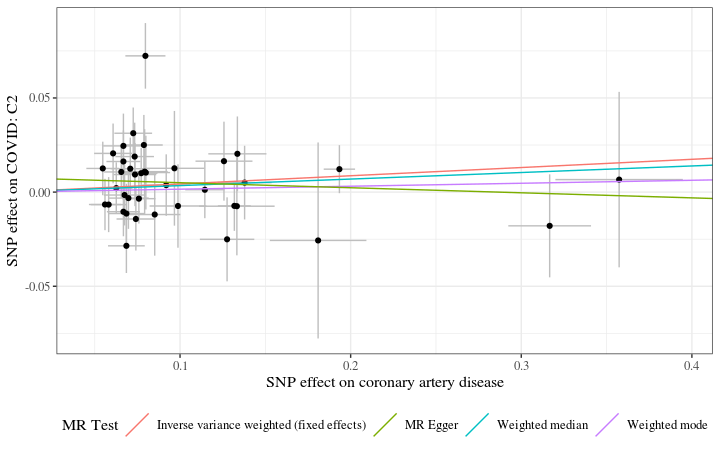 SNP effect on COVID: C2
0.05
0.00
-0.05
0.1
0.2
0.3
0.4
SNP effect on coronary artery disease
MR Test
Inverse variance weighted (fixed effects)
MR Egger
Weighted median
Weighted mode